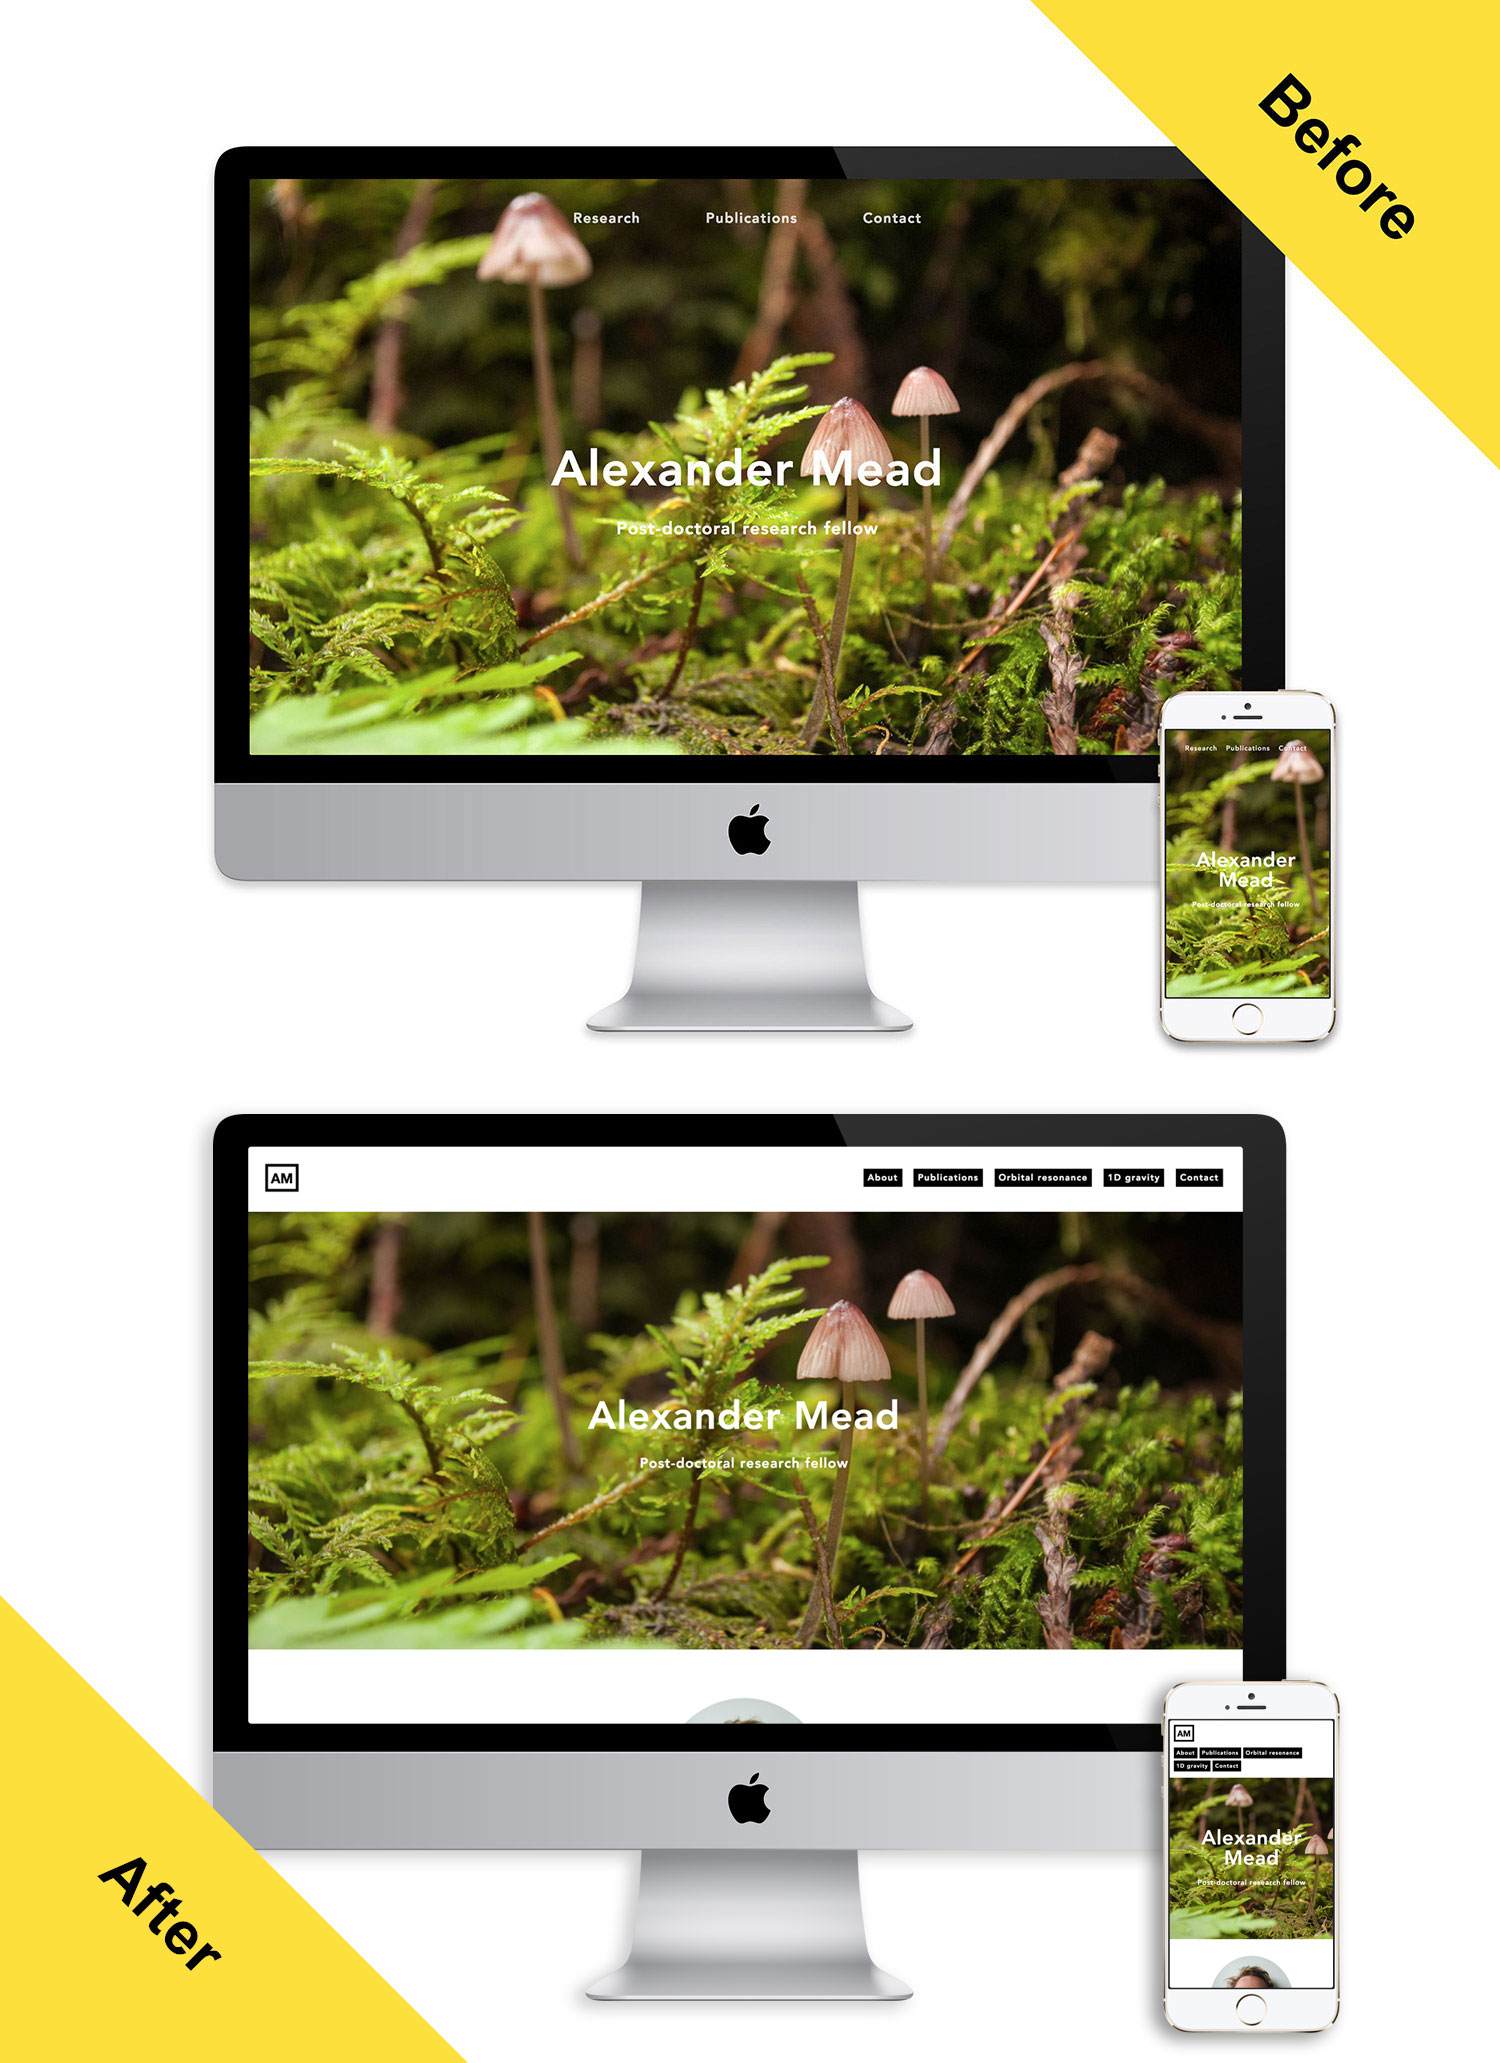 Before
Research Publications Contact
Alexander Mead
Post-doctoral research fellow
Research Publications Contact
Alexander
Mead
Post-doctoral research fellow
AM
About Publications Orbital resonance 1D gravity Contact
Alexander Mead
Post-doctoral research fellow
AM
About Publications Orbital resonance
1D gravity Contact
Alexander
Mead
Post-doctoral research fellow
After